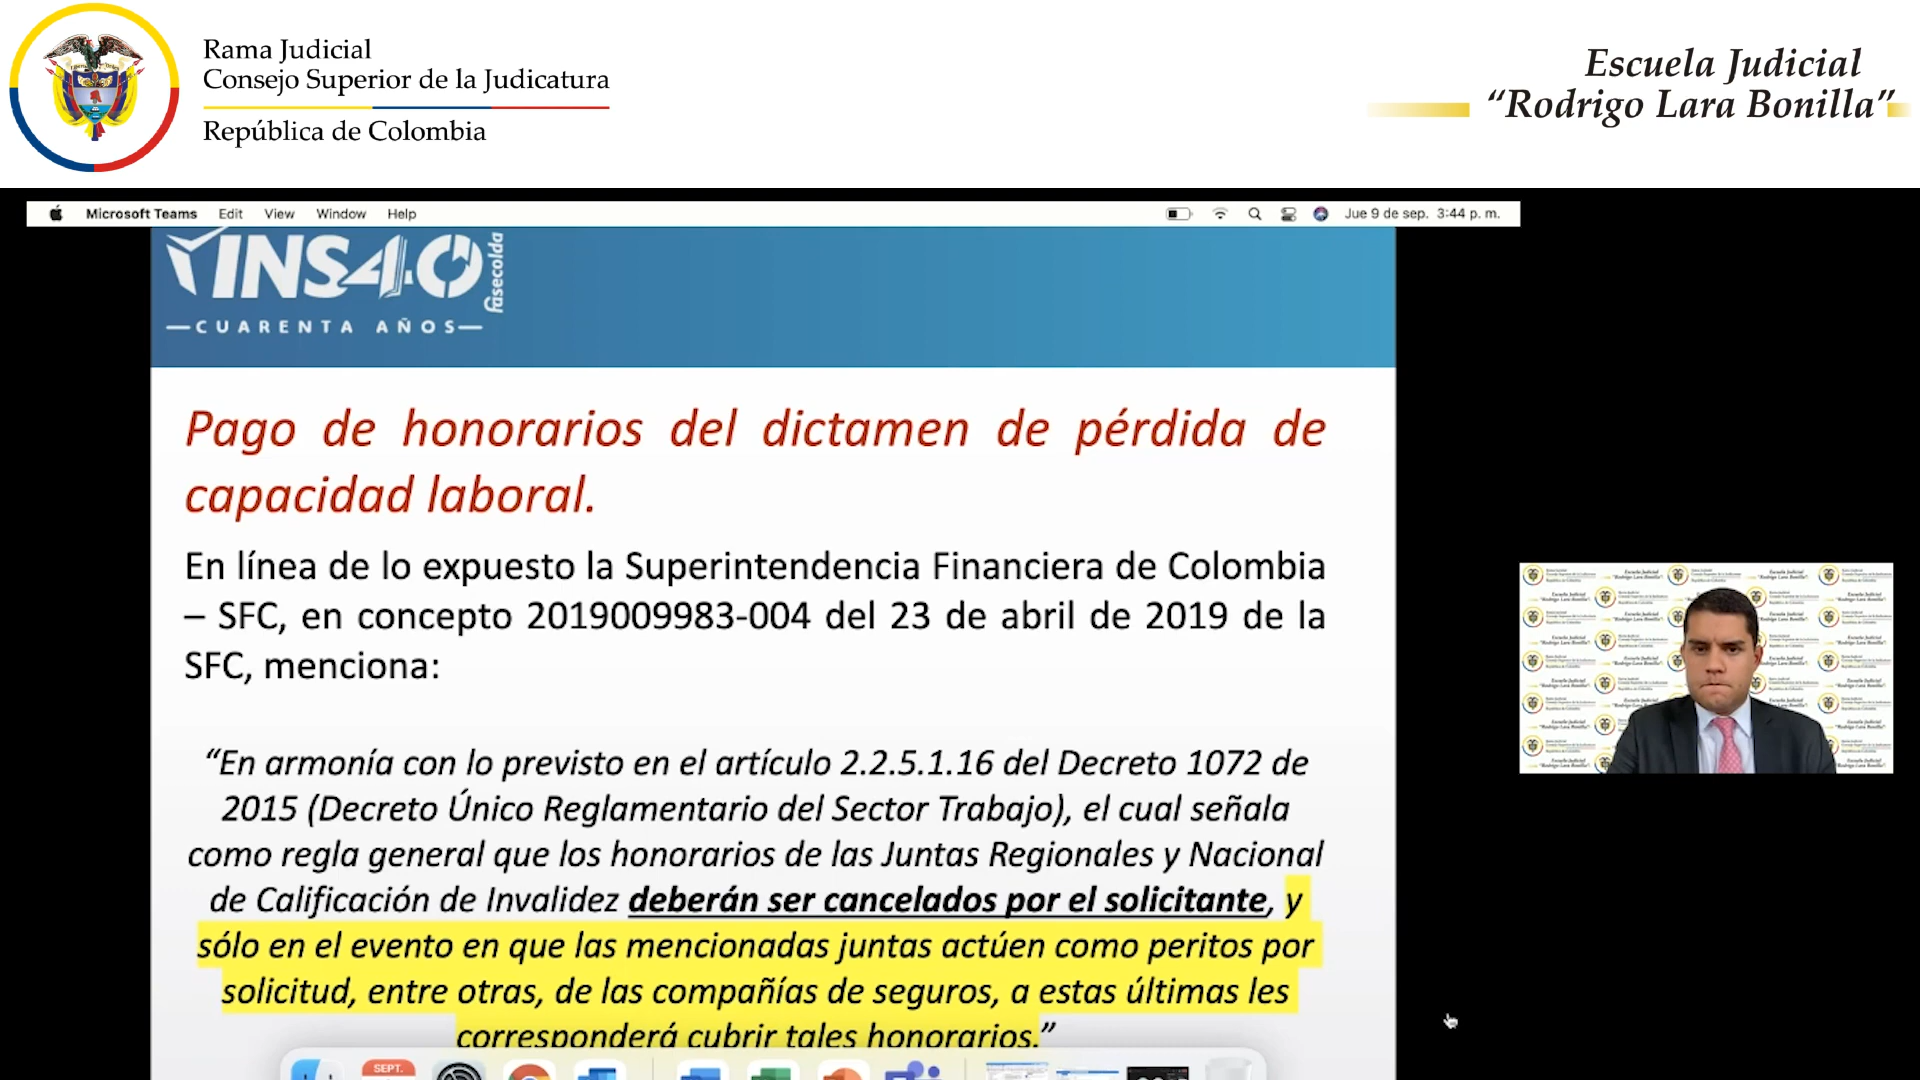 Rama Judicial
Consejo Superior de la Judicatura
República de Colombia
Escuela Judicial
“Rodrigo Lara Bonilla”
Microsoft Teams Edit View Window Help
Jue 9 de sep. 3:44 p. m.
INS4.0
fasecolda
CUARENTA AÑOS
Pago de honorarios del dictamen de pérdida de
capacidad laboral.
En línea de lo expuesto la Superintendencia Financiera de Colombia
– SFC, en concepto 2019009983-004 del 23 de abril de 2019 de la
SFC, menciona:
“En armonía con lo previsto en el artículo 2.2.5.1.16 del Decreto 1072 de
2015 (Decreto Único Reglamentario del Sector Trabajo), el cual señala
como regla general que los honorarios de las Juntas Regionales y Nacional
de Calificación de Invalidez deberán ser cancelados por el solicitante, y
sólo en el evento en que las mencionadas juntas actúen como peritos por
solicitud, entre otras, de las compañías de seguros, a estas últimas les
corresponderá cubrir tales honorarios.”
SEPT.